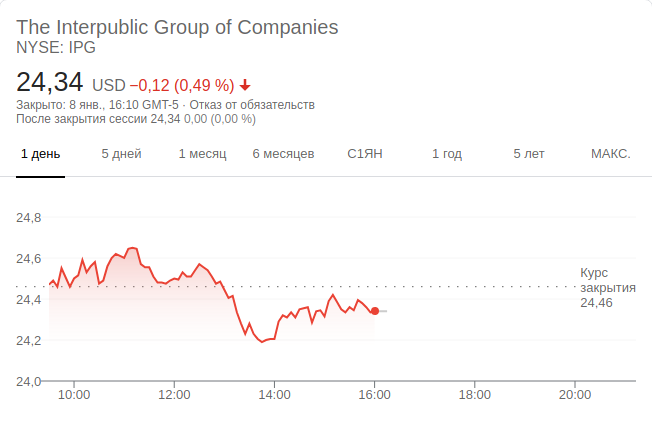 The Interpublic Group of Companies
NYSE: IPG
24,34 USD −0,12 (0,49 %)
Закрыто: 8 янв., 16:10 GMT-5 · Отказ от обязательств
После закрытия сессии 24,34 0,00 (0,00 %)
1 день 5 дней 1 месяц 6 месяцев С1ЯН 1 год 5 лет МАКС.
24,8
24,6
Курс
закрытия
24,46
24,4
24,2
24,0
10:00 12:00 14:00 16:00 18:00 20:00